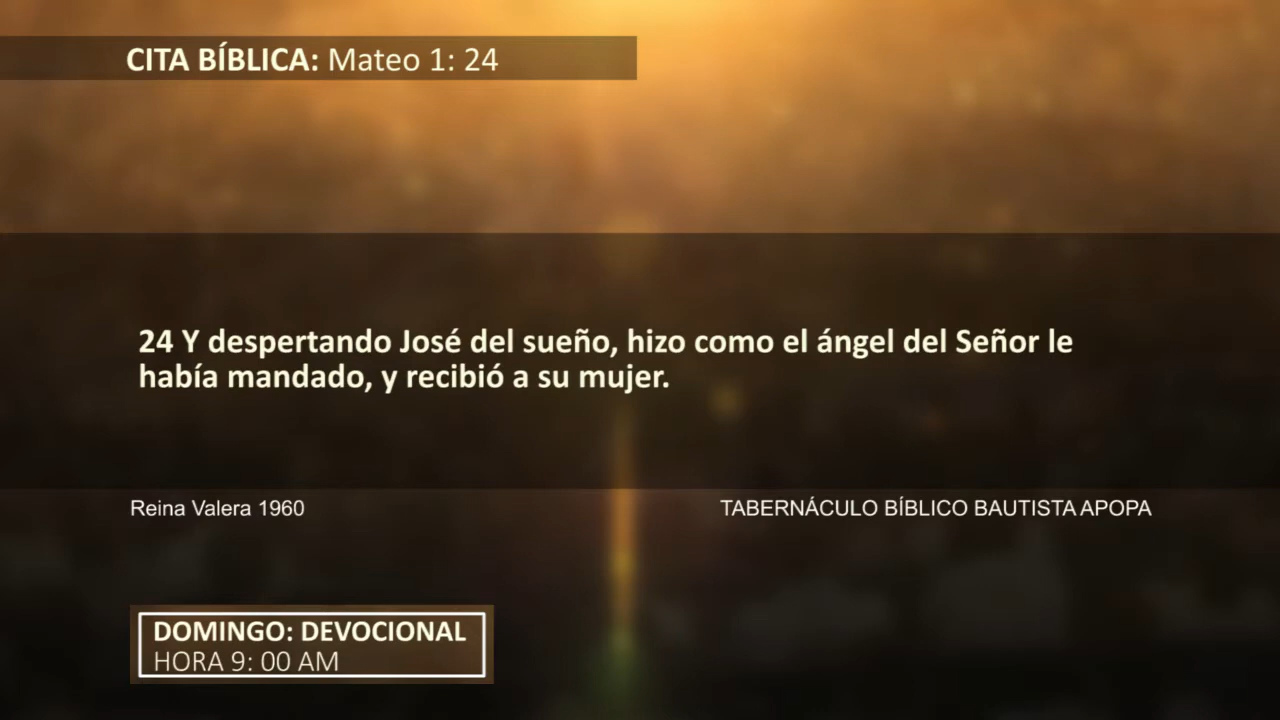 CITA BÍBLICA: Mateo 1: 24
24 Y despertando José del sueño, hizo como el ángel del Señor le
había mandado, y recibió a su mujer.
Reina Valera 1960
TABERNÁCULO BÍBLICO BAUTISTA APOPA
DOMINGO: DEVOCIONAL
HORA 9: 00 AM